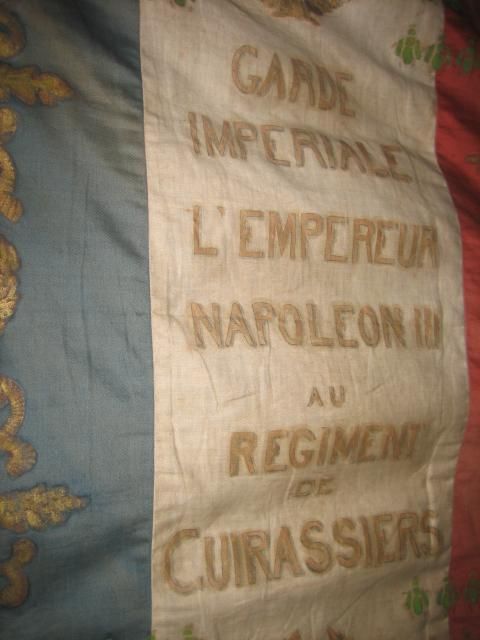 GARDE
IMPERIALE
L'EMPEREUR
NAPOLEON III
AU
REGIMENT
DE
CUIRASSIERS